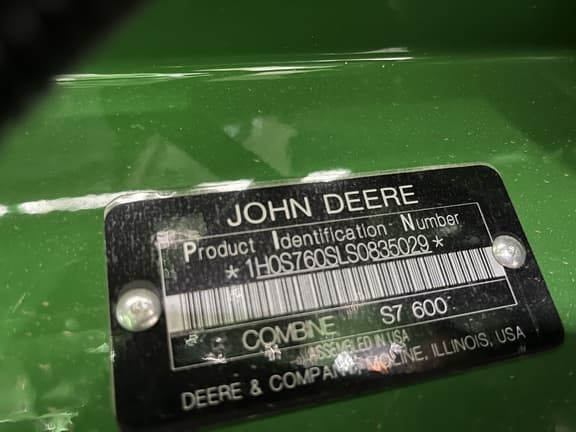 JOHN DEERE
Product Identification Number
*1H0S760SLS0835029*
COMBINE S7 600
ASSEMBLED IN USA
DEERE & COMPANY, MOLINE, ILLINOIS, USA